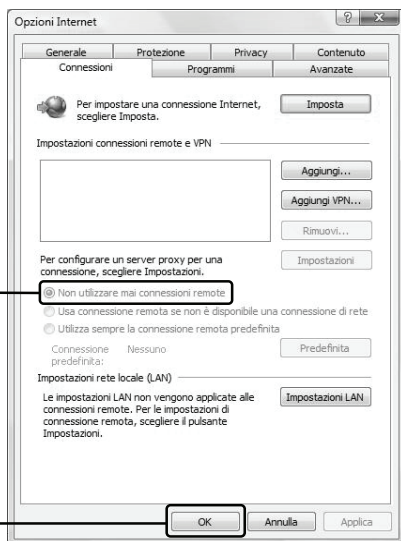 Opzioni Internet
Generale Protezione Privacy Contenuto
Connessioni Programmi Avanzate
Per impostare una connessione Internet,
scegliere Imposta.
Imposta
Impostazioni connessioni remote e VPN
Aggiungi...
Aggiungi VPN...
Rimuovi...
Per configurare un server proxy per una
connessione, scegliere Impostazioni.
Impostazioni
Non utilizzare mai connessioni remote
Usa connessione remota se non è disponibile una connessione di rete
Utilizza sempre la connessione remota predefinita
Connessione Nessuno
predefinita:
Predefinita
Impostazioni rete locale (LAN)
Le impostazioni LAN non vengono applicate alle
connessioni remote. Per le impostazioni di
connessione remota, scegliere il pulsante
Impostazioni.
Impostazioni LAN
OK Annulla Applica